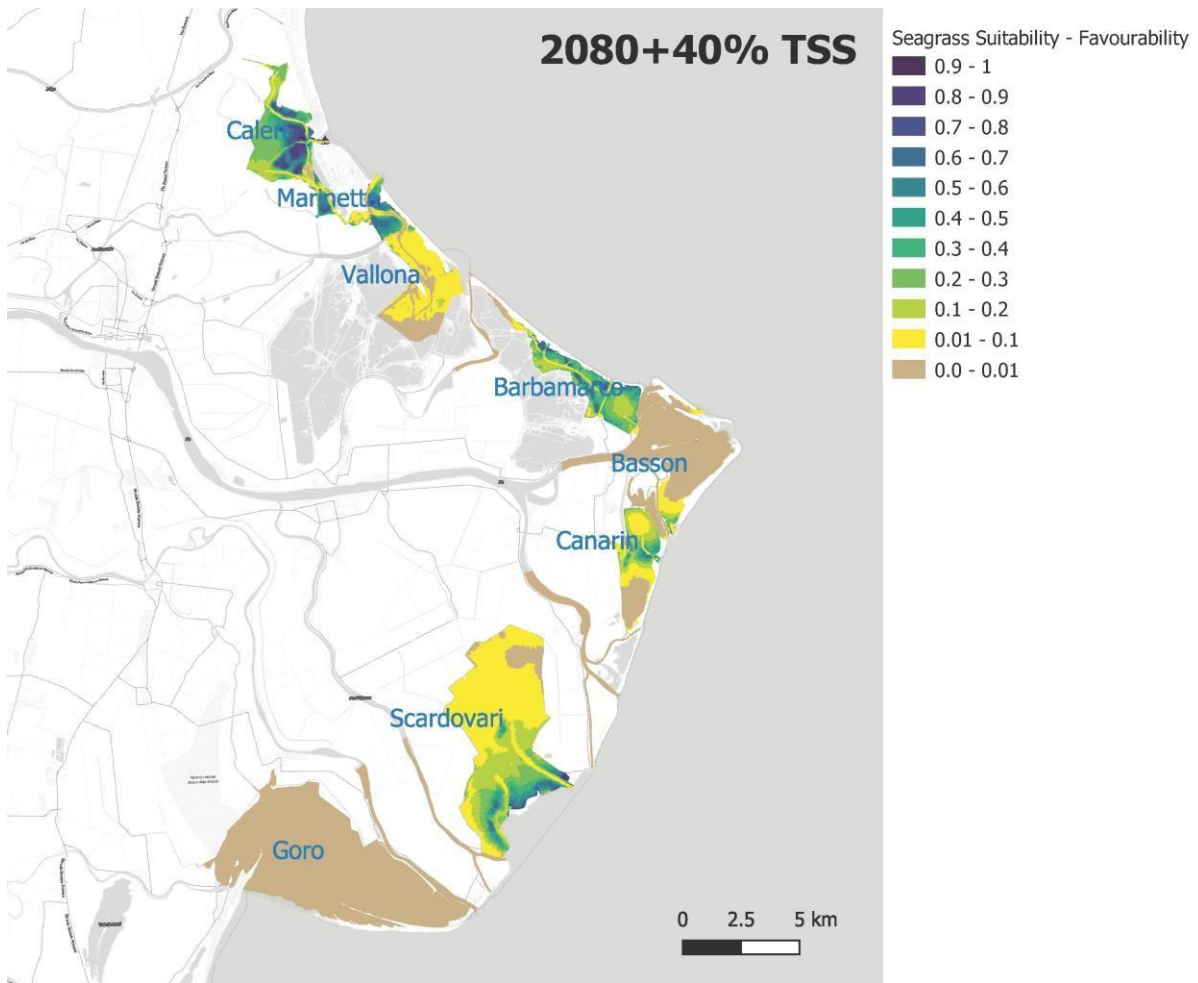 2080+40% TSS
Seagrass Suitability - Favourability
0.9 - 1
0.8 - 0.9
0.7 - 0.8
0.6 - 0.7
0.5 - 0.6
0.4 - 0.5
0.3 - 0.4
0.2 - 0.3
0.1 - 0.2
0.01 - 0.1
0.0 - 0.01
Caleri
Marinetta
Vallona
Barbamarco
Basson
Canarin
Scardovari
Goro
0 2.5 5 km